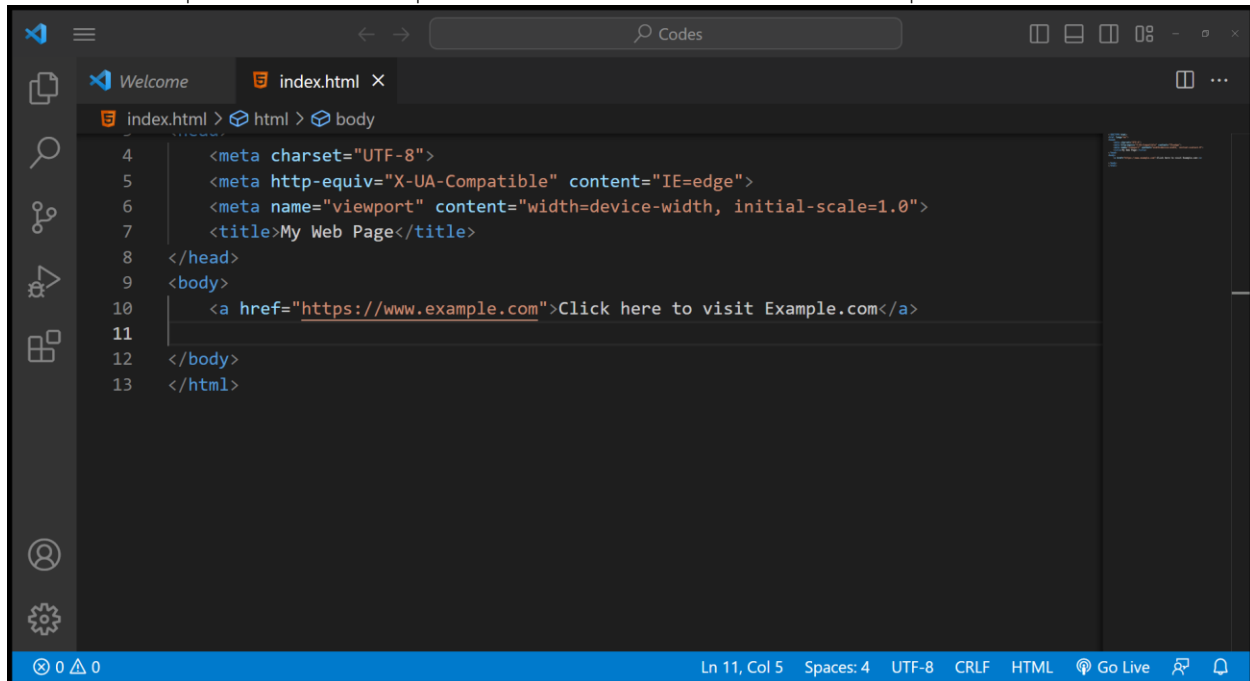 Codes
Welcome
index.html
index.html > html > body
4 <meta charset="UTF-8">
5 <meta http-equiv="X-UA-Compatible" content="IE=edge">
6 <meta name="viewport" content="width=device-width, initial-scale=1.0">
7 <title>My Web Page</title>
8 </head>
9 <body>
10 <a href="https://www.example.com">Click here to visit Example.com</a>
11
12 </body>
13 </html>
0 0 Ln 11, Col 5 Spaces: 4 UTF-8 CRLF HTML Go Live